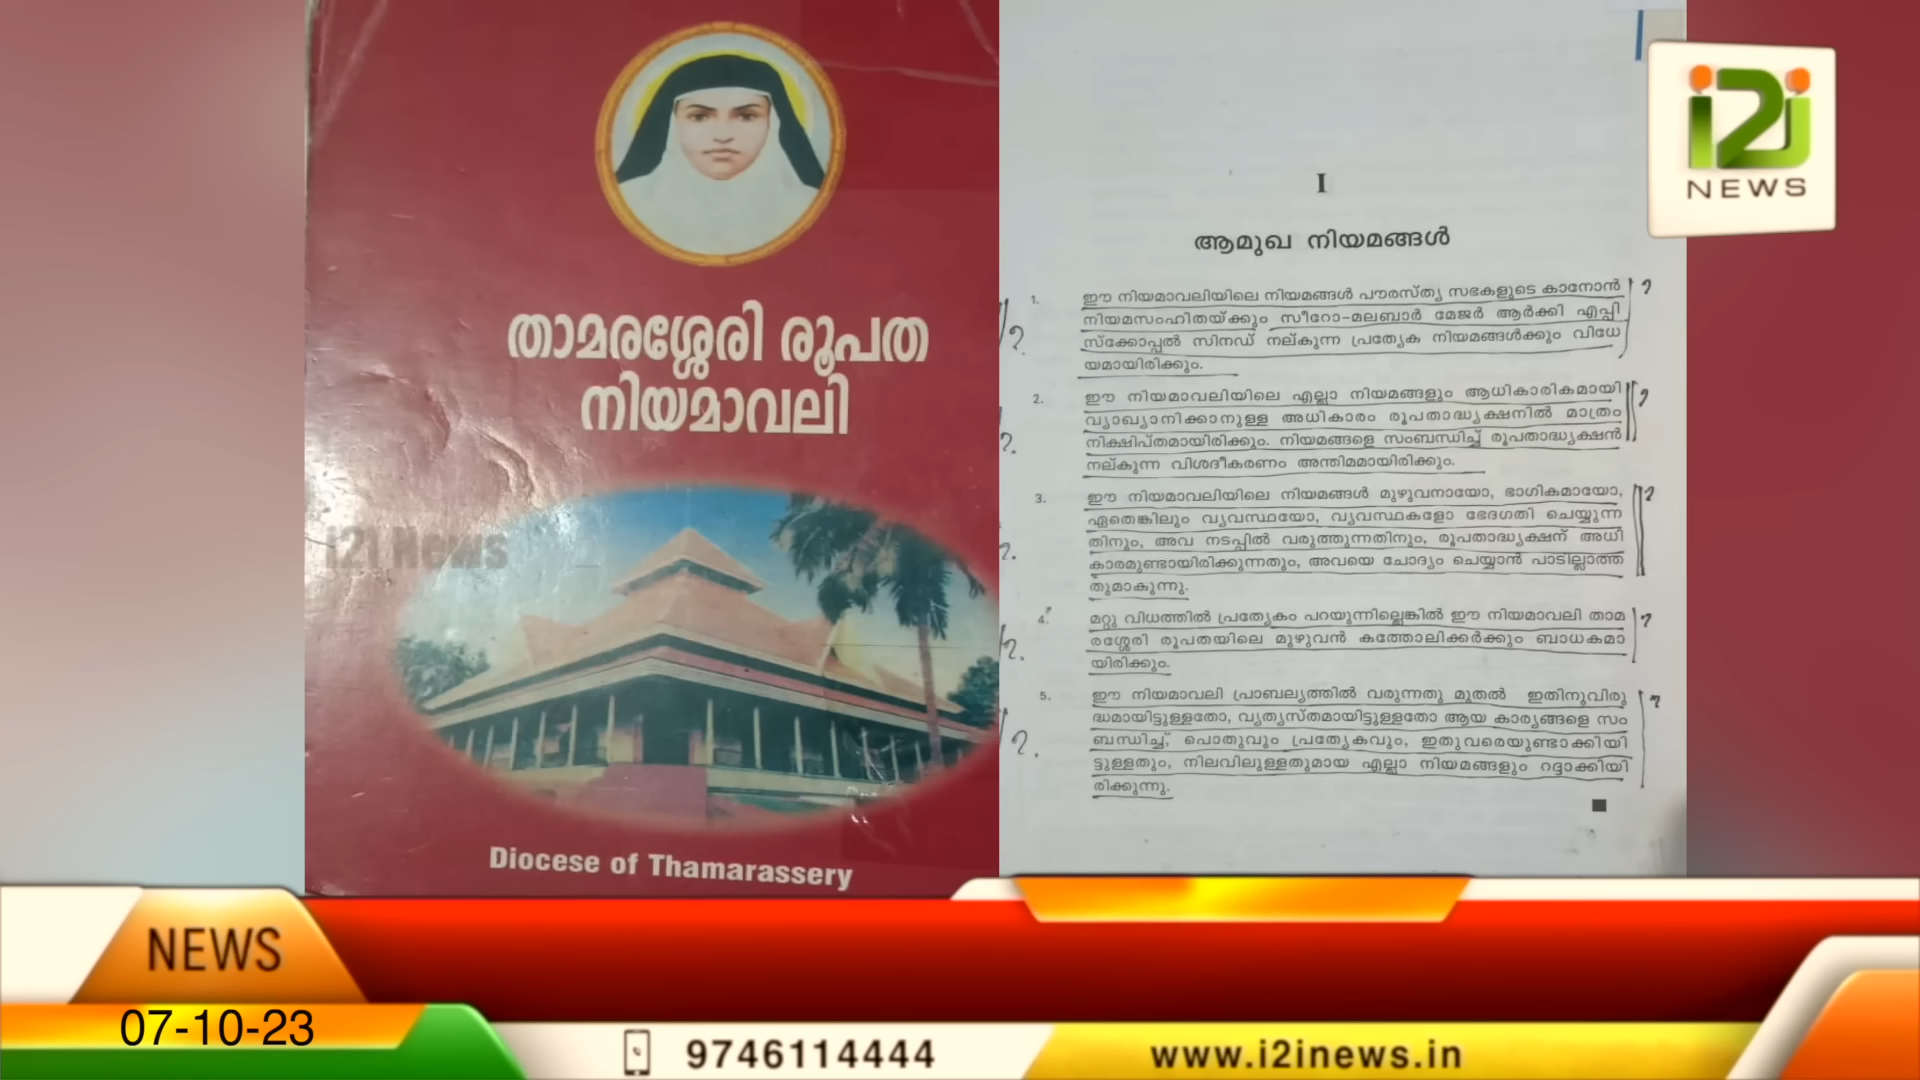 താമരശ്ശേരി രൂപത
നിയമാവലി
i2i News
Diocese of Thamarassery
I
ആമുഖ നിയമങ്ങൾ
1. ഈ നിയമാവലിയിലെ നിയമങ്ങൾ പൗരസ്ത്യ സഭകളുടെ കാനോൻ
നിയമസംഹിതയ്ക്കും സീറോ-മലബാർ മേജർ ആർക്കി എപ്പി
സ്ക്കോപ്പൽ സിനഡ് നല്കുന്ന പ്രത്യേക നിയമങ്ങൾക്കും വിധേ
യമായിരിക്കും.
2. ഈ നിയമാവലിയിലെ എല്ലാ നിയമങ്ങളും ആധികാരികമായി
വ്യാഖ്യാനിക്കാനുള്ള അധികാരം രൂപതാദ്ധ്യക്ഷനിൽ മാത്രം
നിക്ഷിപ്തമായിരിക്കും. നിയമങ്ങളെ സംബന്ധിച്ച് രൂപതാദ്ധ്യക്ഷൻ
നല്കുന്ന വിശദീകരണം അന്തിമമായിരിക്കും.
3. ഈ നിയമാവലിയിലെ നിയമങ്ങൾ മുഴുവനായോ, ഭാഗികമായോ,
ഏതെങ്കിലും വ്യവസ്ഥയോ, വ്യവസ്ഥകളോ ഭേദഗതി ചെയ്യുന്ന
തിനും, അവ നടപ്പിൽ വരുത്തുന്നതിനും, രൂപതാദ്ധ്യക്ഷന് അധി
കാരമുണ്ടായിരിക്കുന്നതും, അവയെ ചോദ്യം ചെയ്യാൻ പാടില്ലാത്ത
തുമാകുന്നു.
4. മറ്റു വിധത്തിൽ പ്രത്യേകം പറയുന്നില്ലെങ്കിൽ ഈ നിയമാവലി താമ
രശ്ശേരി രൂപതയിലെ മുഴുവൻ കത്തോലിക്കർക്കും ബാധകമാ
യിരിക്കും.
5. ഈ നിയമാവലി പ്രാബല്യത്തിൽ വരുന്നതു മുതൽ ഇതിനുവിരു
ദ്ധമായിട്ടുള്ളതോ, വ്യത്യസ്തമായിട്ടുള്ളതോ ആയ കാര്യങ്ങളെ സം
ബന്ധിച്ച്, പൊതുവും പ്രത്യേകവും, ഇതുവരെയുണ്ടാക്കിയി
ട്ടുള്ളതും, നിലവിലുള്ളതുമായ എല്ലാ നിയമങ്ങളും റദ്ദാക്കിയി
രിക്കുന്നു.
i2i
NEWS
NEWS
07-10-23
9746114444
www.i2inews.in